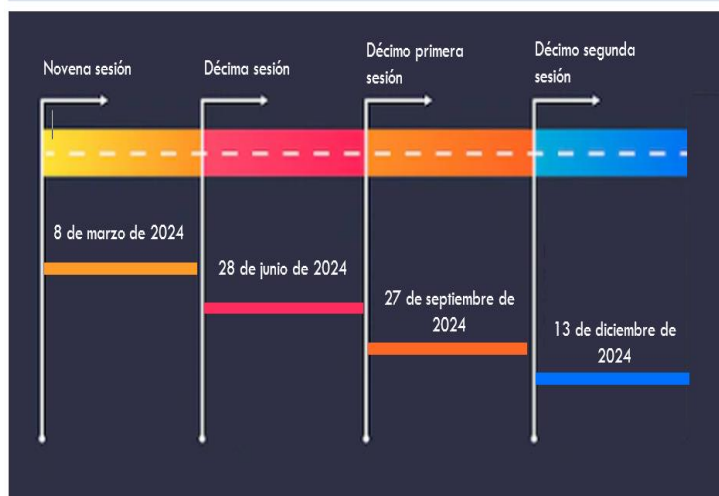 Novena sesión
Décima sesión
Décimo primera
sesión
Décimo segunda
sesión
8 de marzo de 2024
28 de junio de 2024
27 de septiembre de
2024
13 de diciembre de
2024